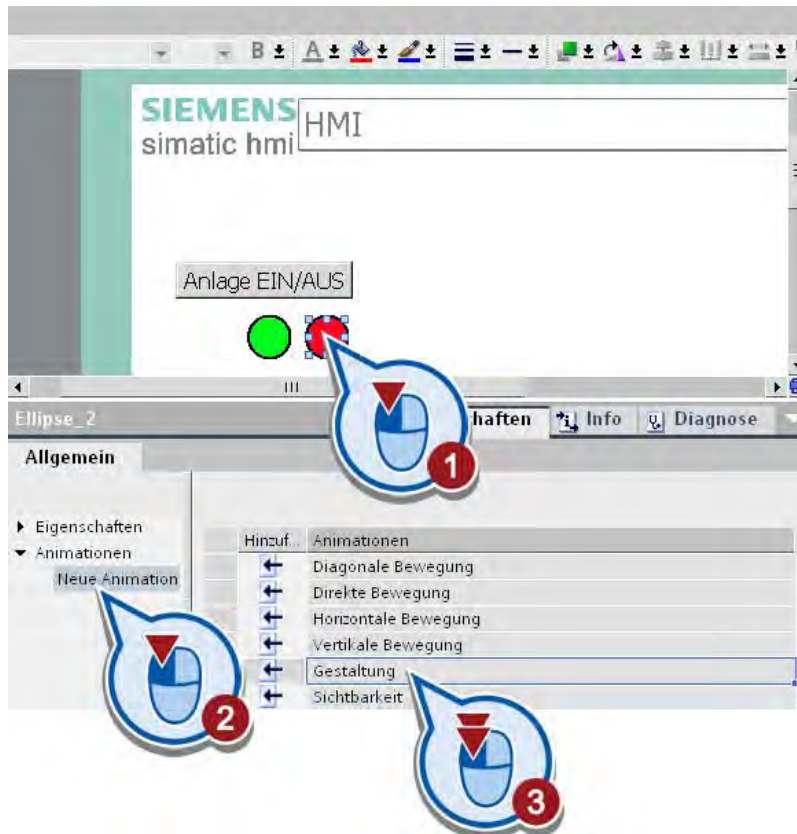 B A
SIEMENS
simatic hmi
HMI
Anlage EIN/AUS
Ellipse_2
haften Info Diagnose
Allgemein
1
Eigenschaften
Animationen
Neue Animation
Hinzuf... Animationen
Diagonale Bewegung
Direkte Bewegung
Horizontale Bewegung
Vertikale Bewegung
Gestaltung
Sichtbarkeit
2
3